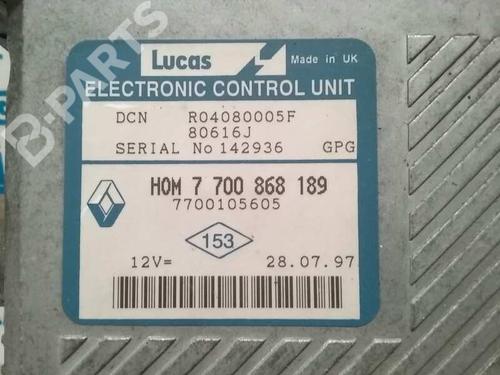 Lucas Made in UK
ELECTRONIC CONTROL UNIT
DCN R04080005F
80616J
SERIAL No 142936 GPG
HOM 7 700 868 189
7700105605
153
12V= 28.07.97
B-PARTS